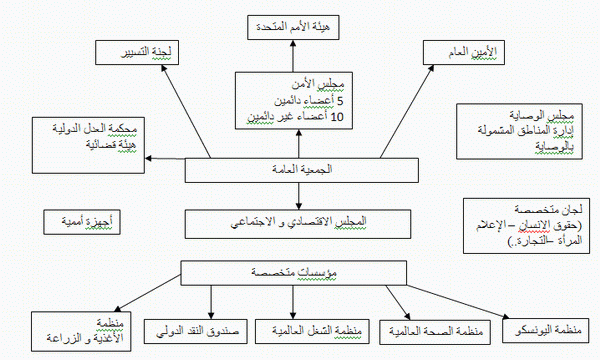 هيئة الأمم المتحدة
لجنة التسيير
الأمين العام
مجلس الأمن
5 أعضاء دائمين
10 أعضاء غير دائمين
مجلس الوصاية
إدارة المناطق المشمولة
بالوصاية
محكمة العدل الدولية
هيئة قضائية
الجمعية العامة
لجان متخصصة
(حقوق الإنسان – الإعلام
المرأة –التجارة..)
المجلس الاقتصادي و الاجتماعي
أجهزة أممية
مؤسسات متخصصة
منظمة اليونسكو
منظمة الصحة العالمية
منظمة الشغل العالمية
صندوق النقد الدولي
منظمة
الأغذية و الزراعة